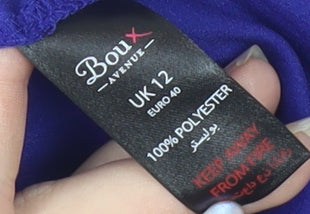 Boux
AVENUE
UK 12
EURO 40
100% POLYESTER
بوليستر
KEEP AWAY
FROM FIRE